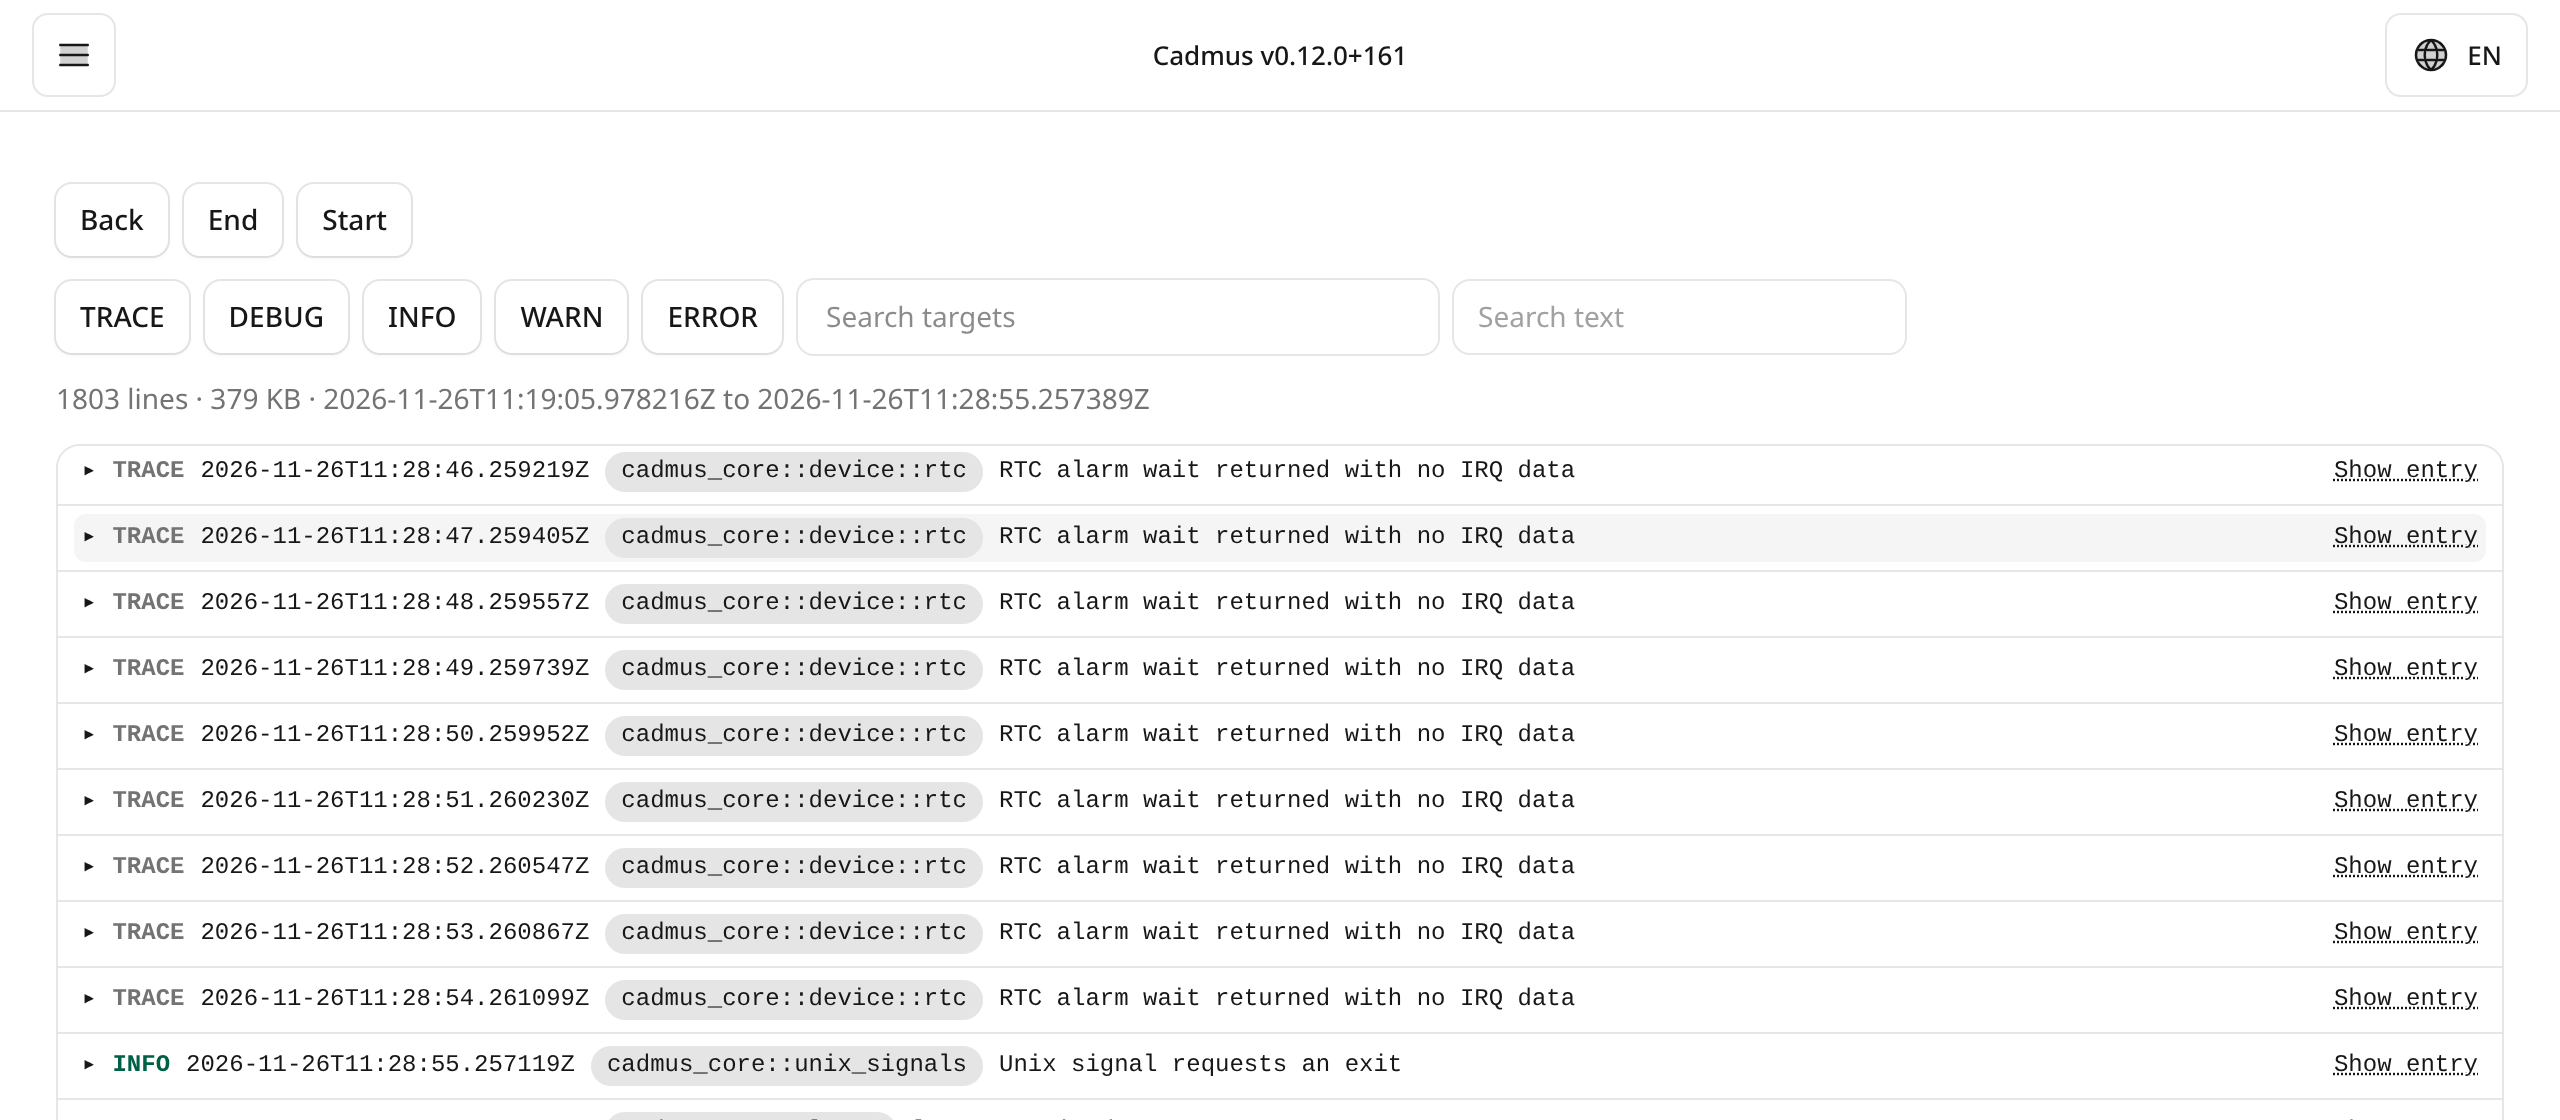 Cadmus v0.12.0+161
EN
Back End Start
TRACE DEBUG INFO WARN ERROR Search targets Search text
1803 lines · 379 KB · 2026-11-26T11:19:05.978216Z to 2026-11-26T11:28:55.257389Z
▸ TRACE 2026-11-26T11:28:46.259219Z cadmus_core::device::rtc RTC alarm wait returned with no IRQ data Show entry
▸ TRACE 2026-11-26T11:28:47.259405Z cadmus_core::device::rtc RTC alarm wait returned with no IRQ data Show entry
▸ TRACE 2026-11-26T11:28:48.259557Z cadmus_core::device::rtc RTC alarm wait returned with no IRQ data Show entry
▸ TRACE 2026-11-26T11:28:49.259739Z cadmus_core::device::rtc RTC alarm wait returned with no IRQ data Show entry
▸ TRACE 2026-11-26T11:28:50.259952Z cadmus_core::device::rtc RTC alarm wait returned with no IRQ data Show entry
▸ TRACE 2026-11-26T11:28:51.260230Z cadmus_core::device::rtc RTC alarm wait returned with no IRQ data Show entry
▸ TRACE 2026-11-26T11:28:52.260547Z cadmus_core::device::rtc RTC alarm wait returned with no IRQ data Show entry
▸ TRACE 2026-11-26T11:28:53.260867Z cadmus_core::device::rtc RTC alarm wait returned with no IRQ data Show entry
▸ TRACE 2026-11-26T11:28:54.261099Z cadmus_core::device::rtc RTC alarm wait returned with no IRQ data Show entry
▸ INFO 2026-11-26T11:28:55.257119Z cadmus_core::unix_signals Unix signal requests an exit Show entry